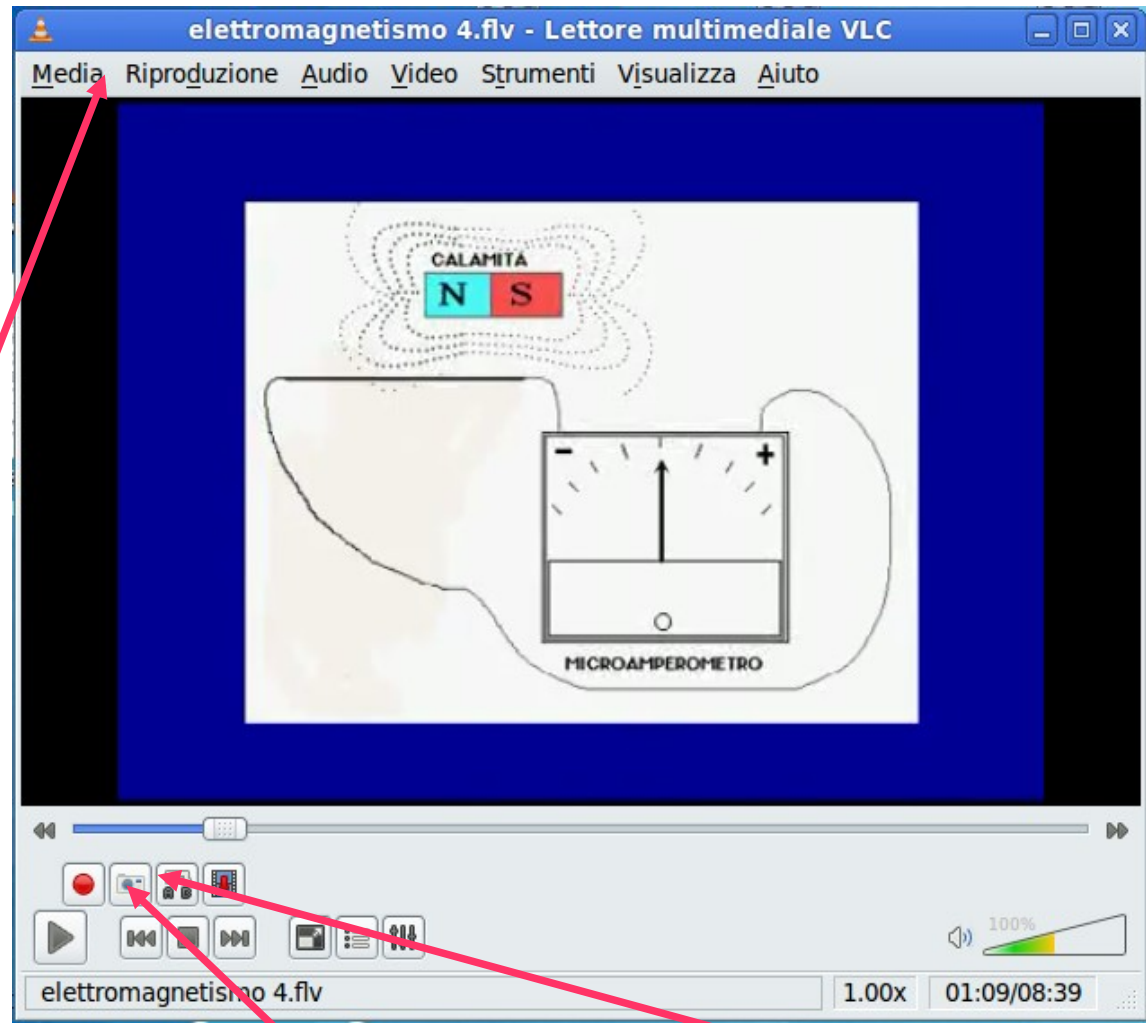 elettromagnetismo 4.flv - Lettore multimediale VLC
Media Riproduzione Audio Video Strumenti Visualizza Aiuto
CALAMITA
N S
- +
MICROAMPEROMETRO
A B
100%
elettromagnetismo 4.flv 1.00x 01:09/08:39